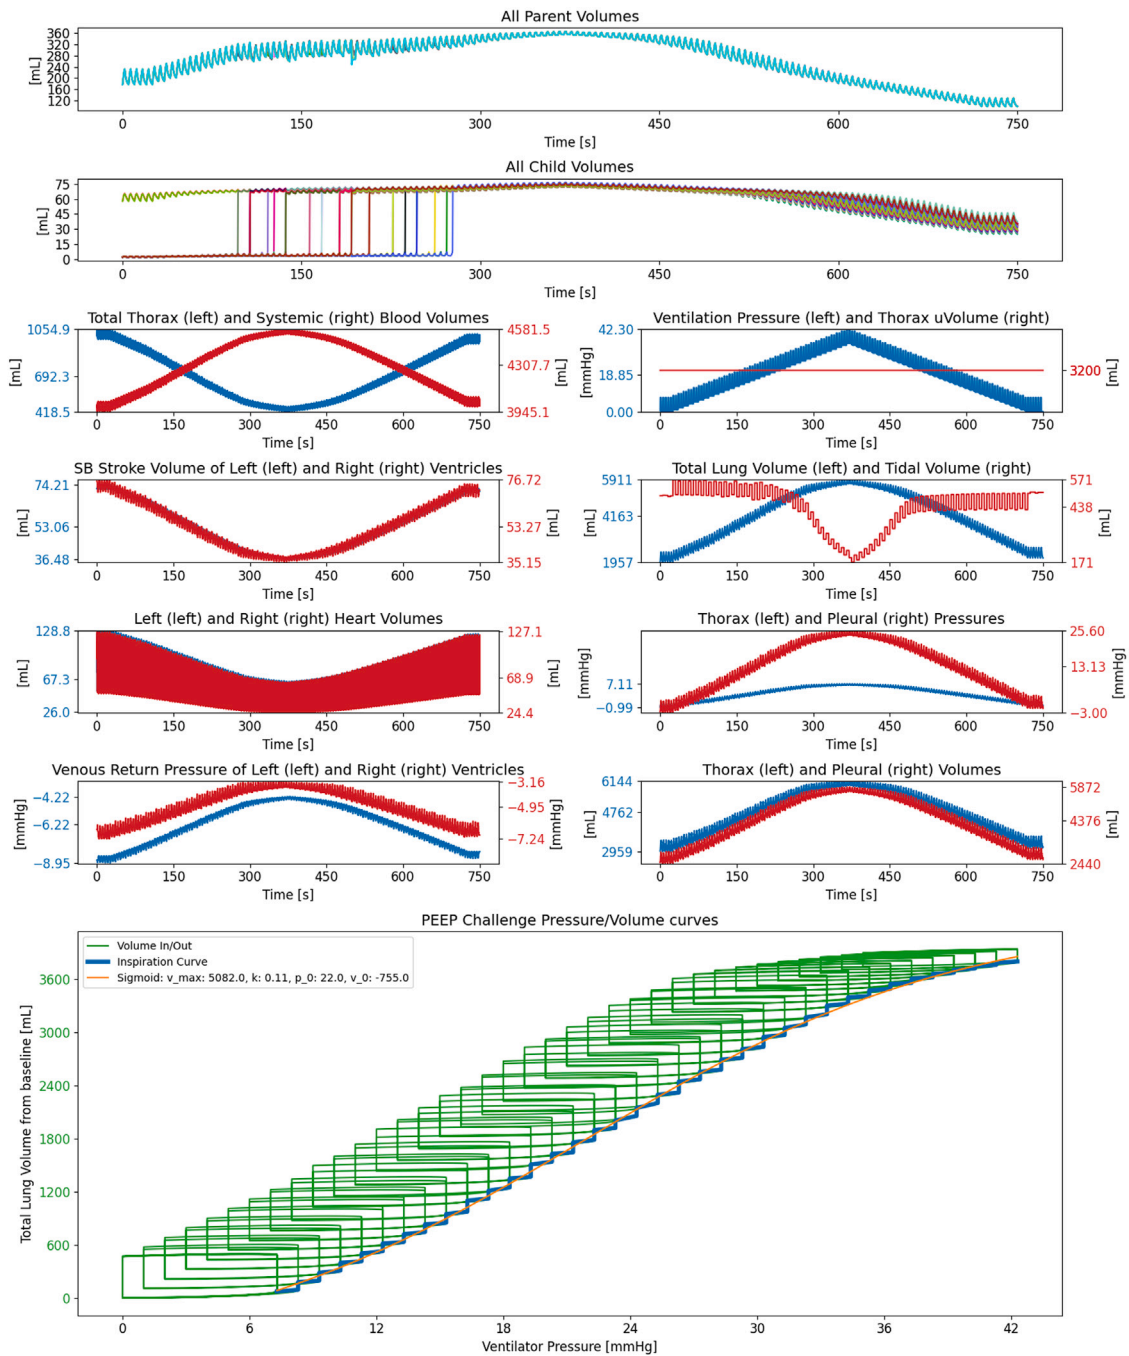 All Parent Volumes
360
320
280
240
200
160
120
[mL]
0 150 300 450 600 750
Time [s]
All Child Volumes
75
60
45
30
15
0
[mL]
0 150 300 450 600 750
Time [s]
Total Thorax (left) and Systemic (right) Blood Volumes
1054.9
692.3
418.5
[mL]
4581.5
4307.7
3945.1
[mL]
0 150 300 450 600 750
Time [s]
Ventilation Pressure (left) and Thorax uVolume (right)
42.30
18.85
0.00
[mmHg]
3200
[mL]
0 150 300 450 600 750
Time [s]
SB Stroke Volume of Left (left) and Right (right) Ventricles
74.21
53.06
36.48
[mL]
76.72
53.27
35.15
[mL]
0 150 300 450 600 750
Time [s]
Total Lung Volume (left) and Tidal Volume (right)
5911
4163
1957
[mL]
571
438
171
[mL]
0 150 300 450 600 750
Time [s]
Left (left) and Right (right) Heart Volumes
128.8
67.3
26.0
[mL]
127.1
68.9
24.4
[mL]
0 150 300 450 600 750
Time [s]
Thorax (left) and Pleural (right) Pressures
7.11
−0.99
[mmHg]
25.60
13.13
−3.00
[mmHg]
0 150 300 450 600 750
Time [s]
Venous Return Pressure of Left (left) and Right (right) Ventricles
−4.22
−6.22
−8.95
[mmHg]
−3.16
−4.95
−7.24
[mmHg]
0 150 300 450 600 750
Time [s]
Thorax (left) and Pleural (right) Volumes
6144
4762
2959
[mL]
5872
4376
2440
[mL]
0 150 300 450 600 750
Time [s]
PEEP Challenge Pressure/Volume curves
Volume In/Out
Inspiration Curve
Sigmoid: v_max: 5082.0, k: 0.11, p_0: 22.0, v_0: -755.0
3600
3000
2400
1800
1200
600
0
Total Lung Volume from baseline [mL]
0 6 12 18 24 30 36 42
Ventilator Pressure [mmHg]